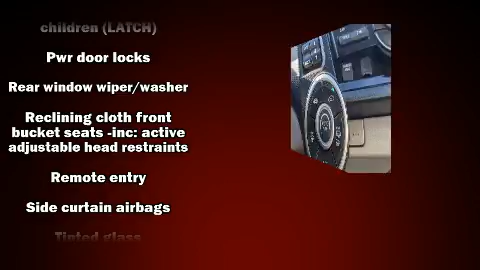 children (LATCH)
Pwr door locks
Rear window wiper/washer
Reclining cloth front
bucket seats -inc: active
adjustable head restraints
Remote entry
Side curtain airbags
Tinted glass